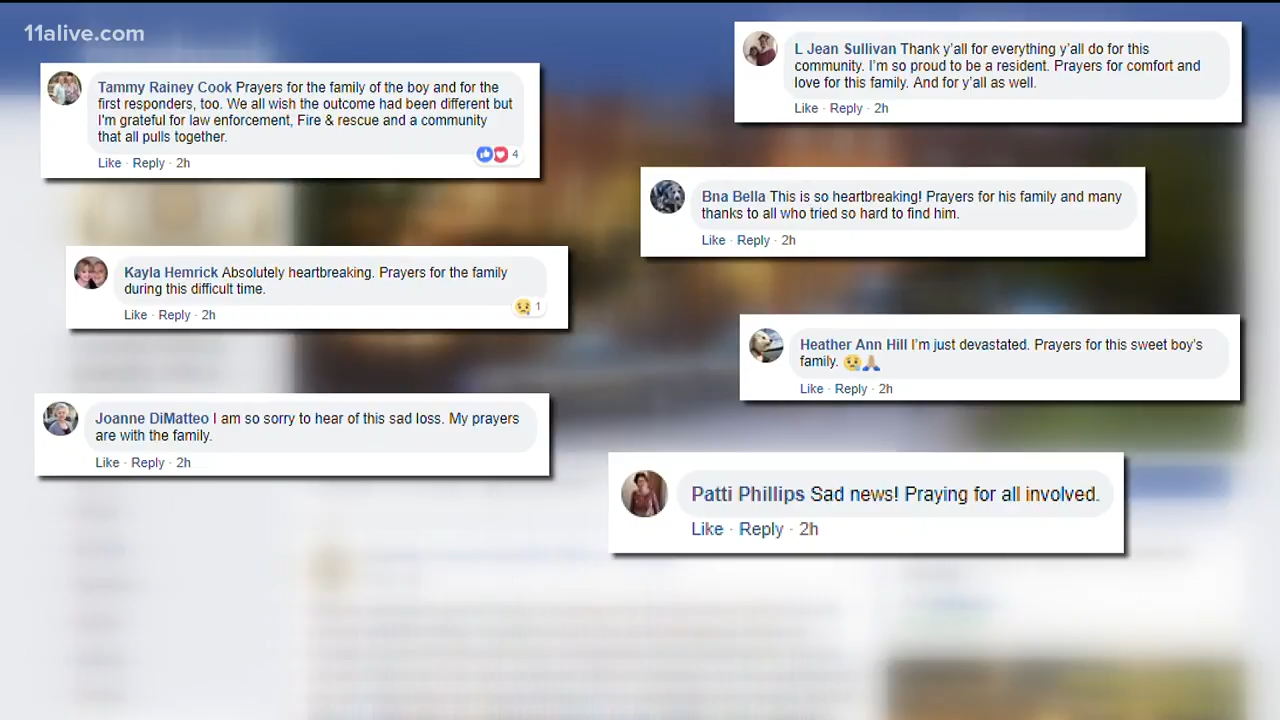 11alive.com
Tammy Rainey Cook Prayers for the family of the boy and for the
first responders, too. We all wish the outcome had been different but
I'm grateful for law enforcement, Fire & rescue and a community
that all pulls together.
Like · Reply · 2h
4
L Jean Sullivan Thank y'all for everything y'all do for this
community. I'm so proud to be a resident. Prayers for comfort and
love for this family. And for y'all as well.
Like · Reply · 2h
Bna Bella This is so heartbreaking! Prayers for his family and many
thanks to all who tried so hard to find him.
Like · Reply · 2h
Kayla Hemrick Absolutely heartbreaking. Prayers for the family
during this difficult time.
Like · Reply · 2h
1
Heather Ann Hill I'm just devastated. Prayers for this sweet boy's
family. 😢🙏🏼
Like · Reply · 2h
Joanne DiMatteo I am so sorry to hear of this sad loss. My prayers
are with the family.
Like · Reply · 2h
Patti Phillips Sad news! Praying for all involved.
Like · Reply · 2h